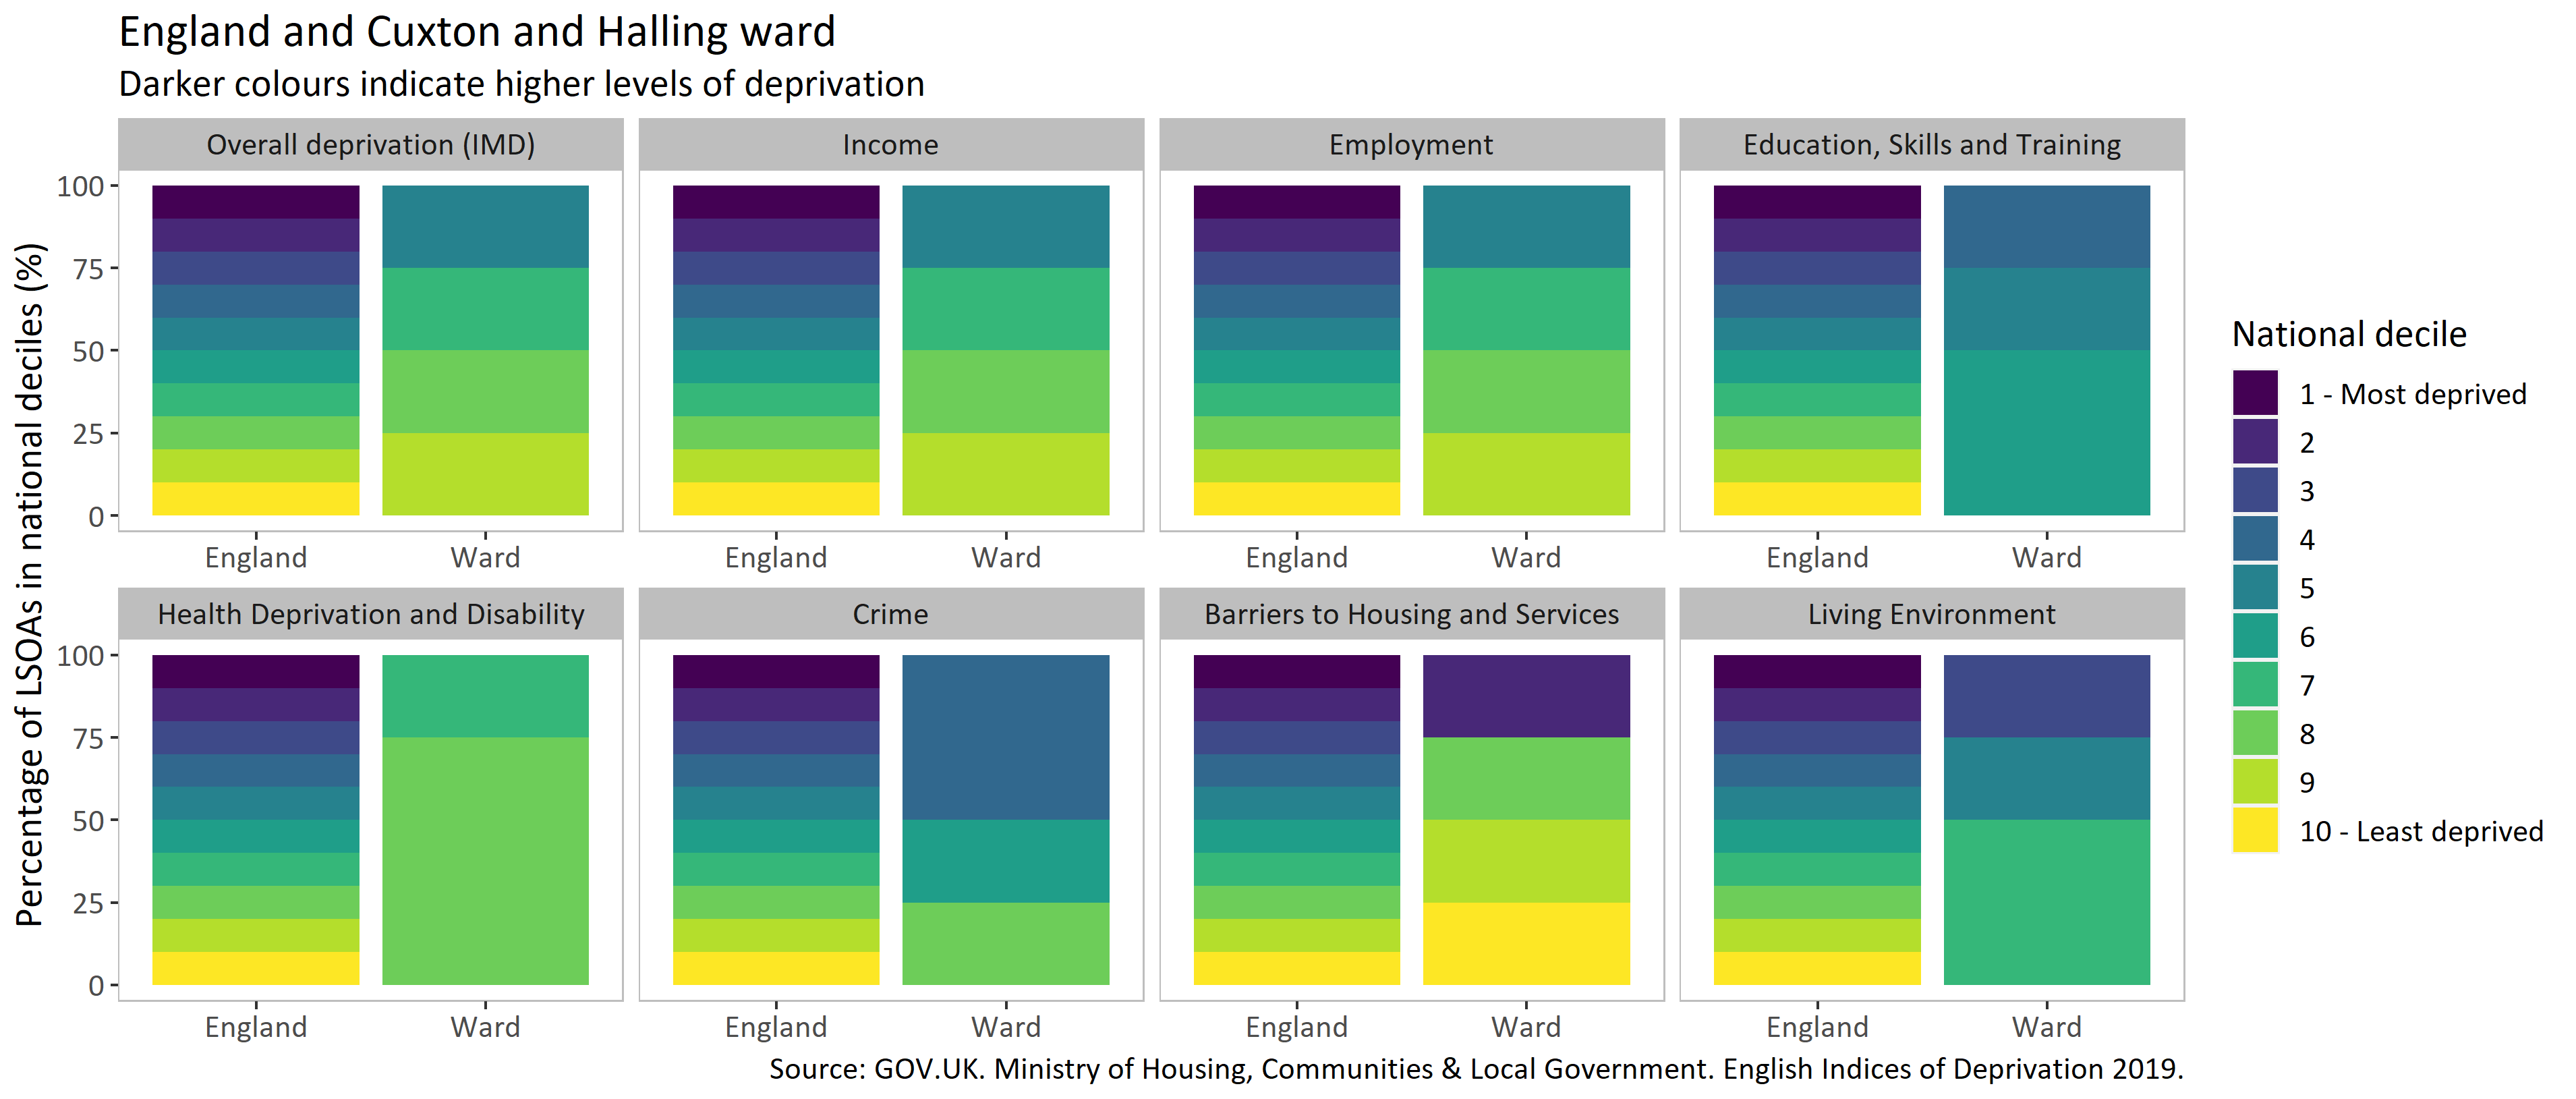 England and Cuxton and Halling ward
Darker colours indicate higher levels of deprivation
Percentage of LSOAs in national deciles (%)
Overall deprivation (IMD)
Income
Employment
Education, Skills and Training
100
75
50
25
0
England
Ward
England
Ward
England
Ward
England
Ward
Health Deprivation and Disability
Crime
Barriers to Housing and Services
Living Environment
100
75
50
25
0
England
Ward
England
Ward
England
Ward
England
Ward
National decile
1 - Most deprived
2
3
4
5
6
7
8
9
10 - Least deprived
Source: GOV.UK. Ministry of Housing, Communities & Local Government. English Indices of Deprivation 2019.